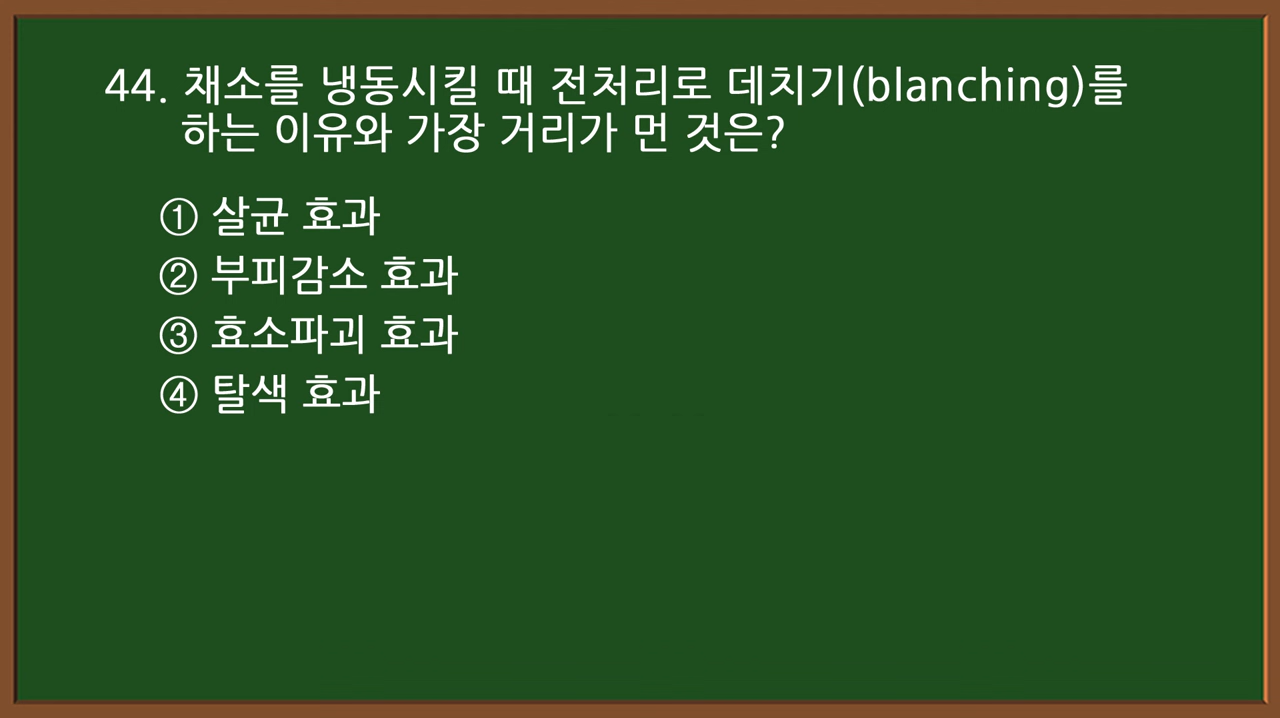 44. 채소를 냉동시킬 때 전처리로 데치기(blanching)를
하는 이유와 가장 거리가 먼 것은?
① 살균 효과
② 부피감소 효과
③ 효소파괴 효과
④ 탈색 효과